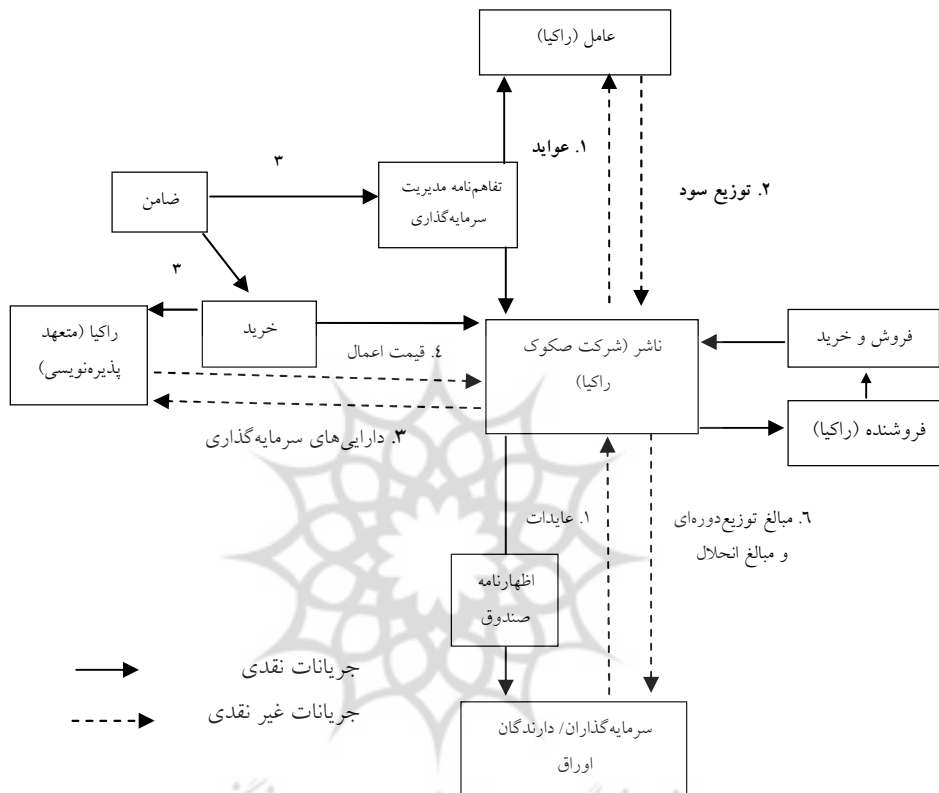 عامل (راکیا)
۱. عواید
۲. توزیع سود
۳
تفاهم‌نامه مدیریت
سرمایه‌گذاری
ضامن
۳
راکیا (متعهد
پذیره‌نویسی)
خرید
٤. قیمت اعمال
ناشر (شرکت صکوک
راکیا)
فروش و خرید
فروشنده (راکیا)
۳. دارایی‌های سرمایه‌گذاری
۱. عایدات
٦. مبالغ توزیع‌دوره‌ای
و مبالغ انحلال
اظهارنامه
صندوق
جریانات نقدی
جریانات غیر نقدی
سرمایه‌گذاران/ دارندگان
اوراق